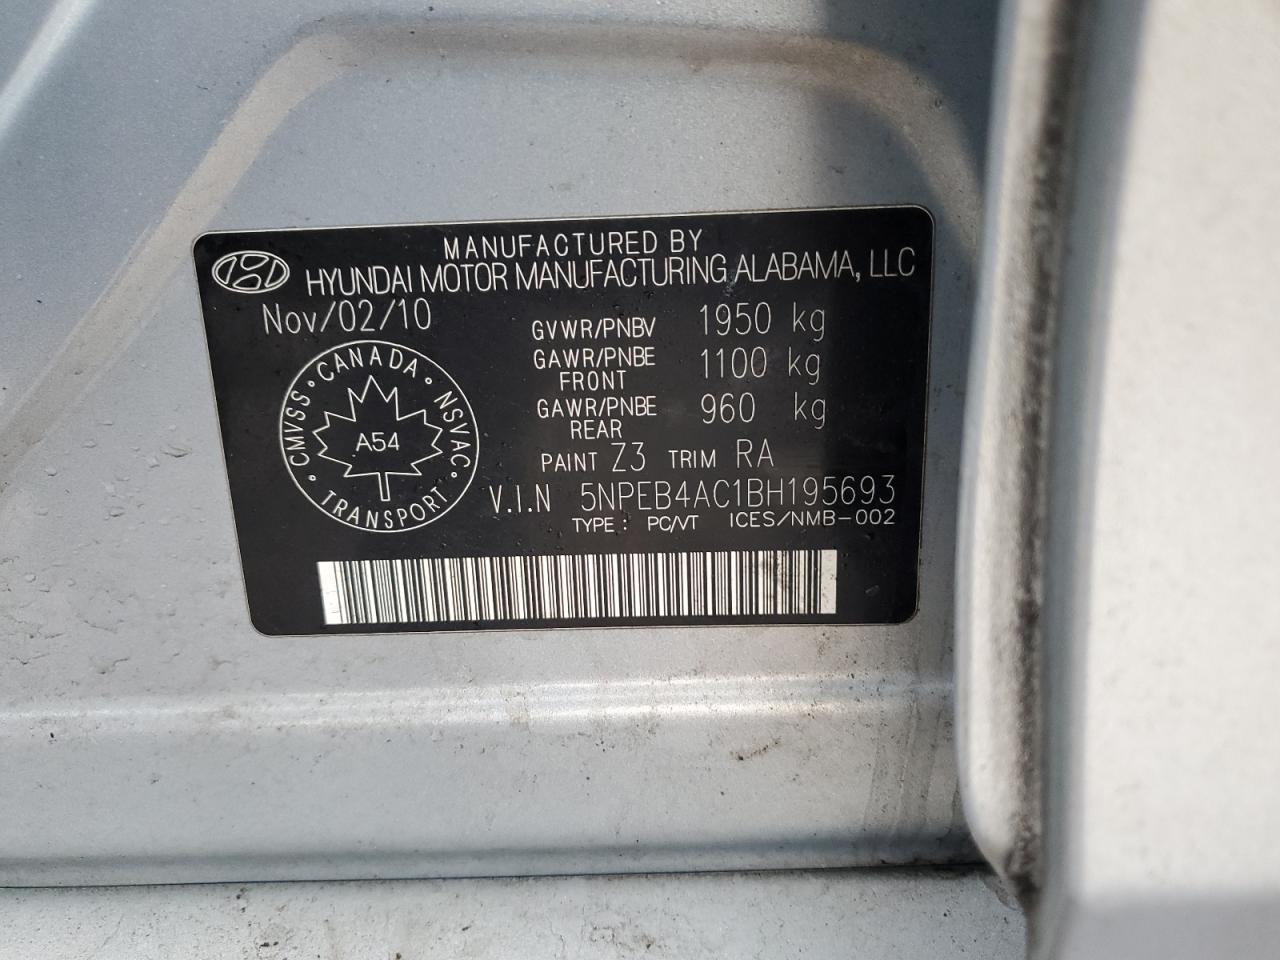 MANUFACTURED BY
HYUNDAI MOTOR MANUFACTURING ALABAMA, LLC
Nov/02/10
GVWR/PNBV 1950 kg
GAWR/PNBE FRONT 1100 kg
GAWR/PNBE REAR 960 kg
PAINT Z3 TRIM RA
V.I.N 5NPEB4AC1BH195693
TYPE: PC/VT ICES/NMB-002
CMVSS · CANADA · NSVAC · TRANSPORT ·
A54